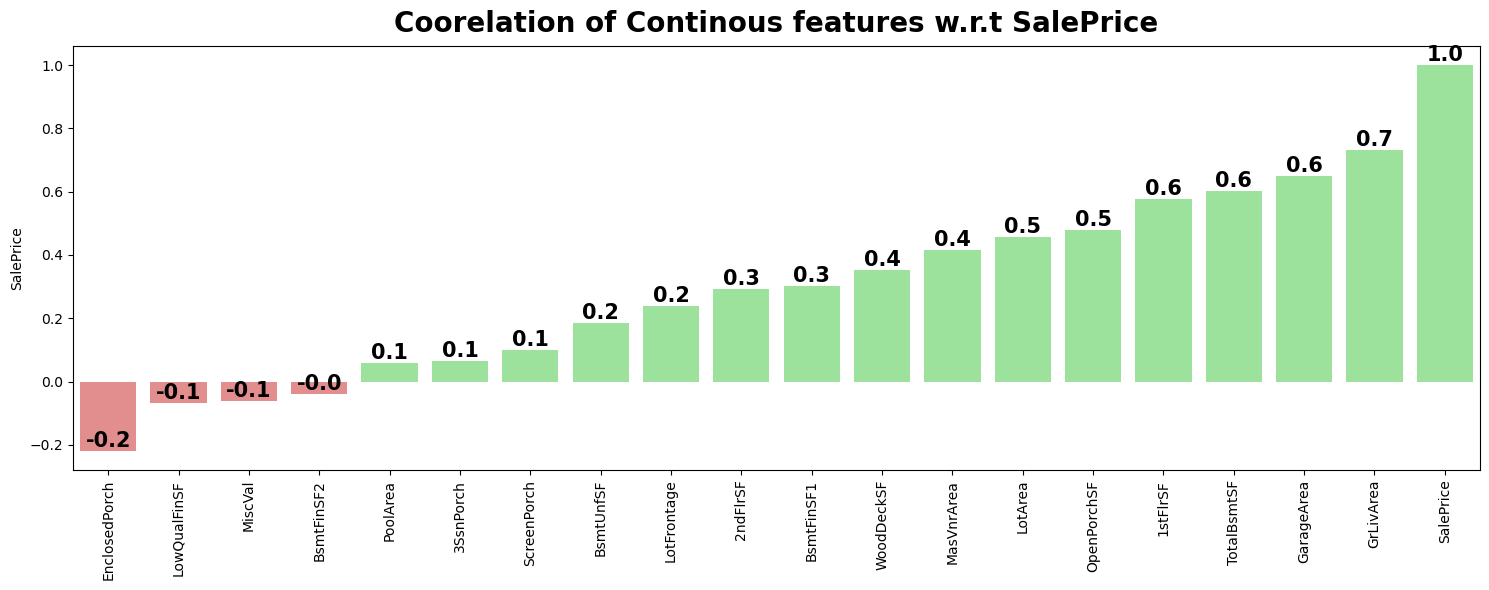 Coorelation of Continous features w.r.t SalePrice
SalePrice
1.0
0.8
0.6
0.4
0.2
0.0
−0.2
-0.2
-0.1
-0.1
-0.0
0.1
0.1
0.1
0.2
0.2
0.3
0.3
0.4
0.4
0.5
0.5
0.6
0.6
0.6
0.7
1.0
EnclosedPorch
LowQualFinSF
MiscVal
BsmtFinSF2
PoolArea
3SsnPorch
ScreenPorch
BsmtUnfSF
LotFrontage
2ndFlrSF
BsmtFinSF1
WoodDeckSF
MasVnrArea
LotArea
OpenPorchSF
1stFlrSF
TotalBsmtSF
GarageArea
GrLivArea
SalePrice